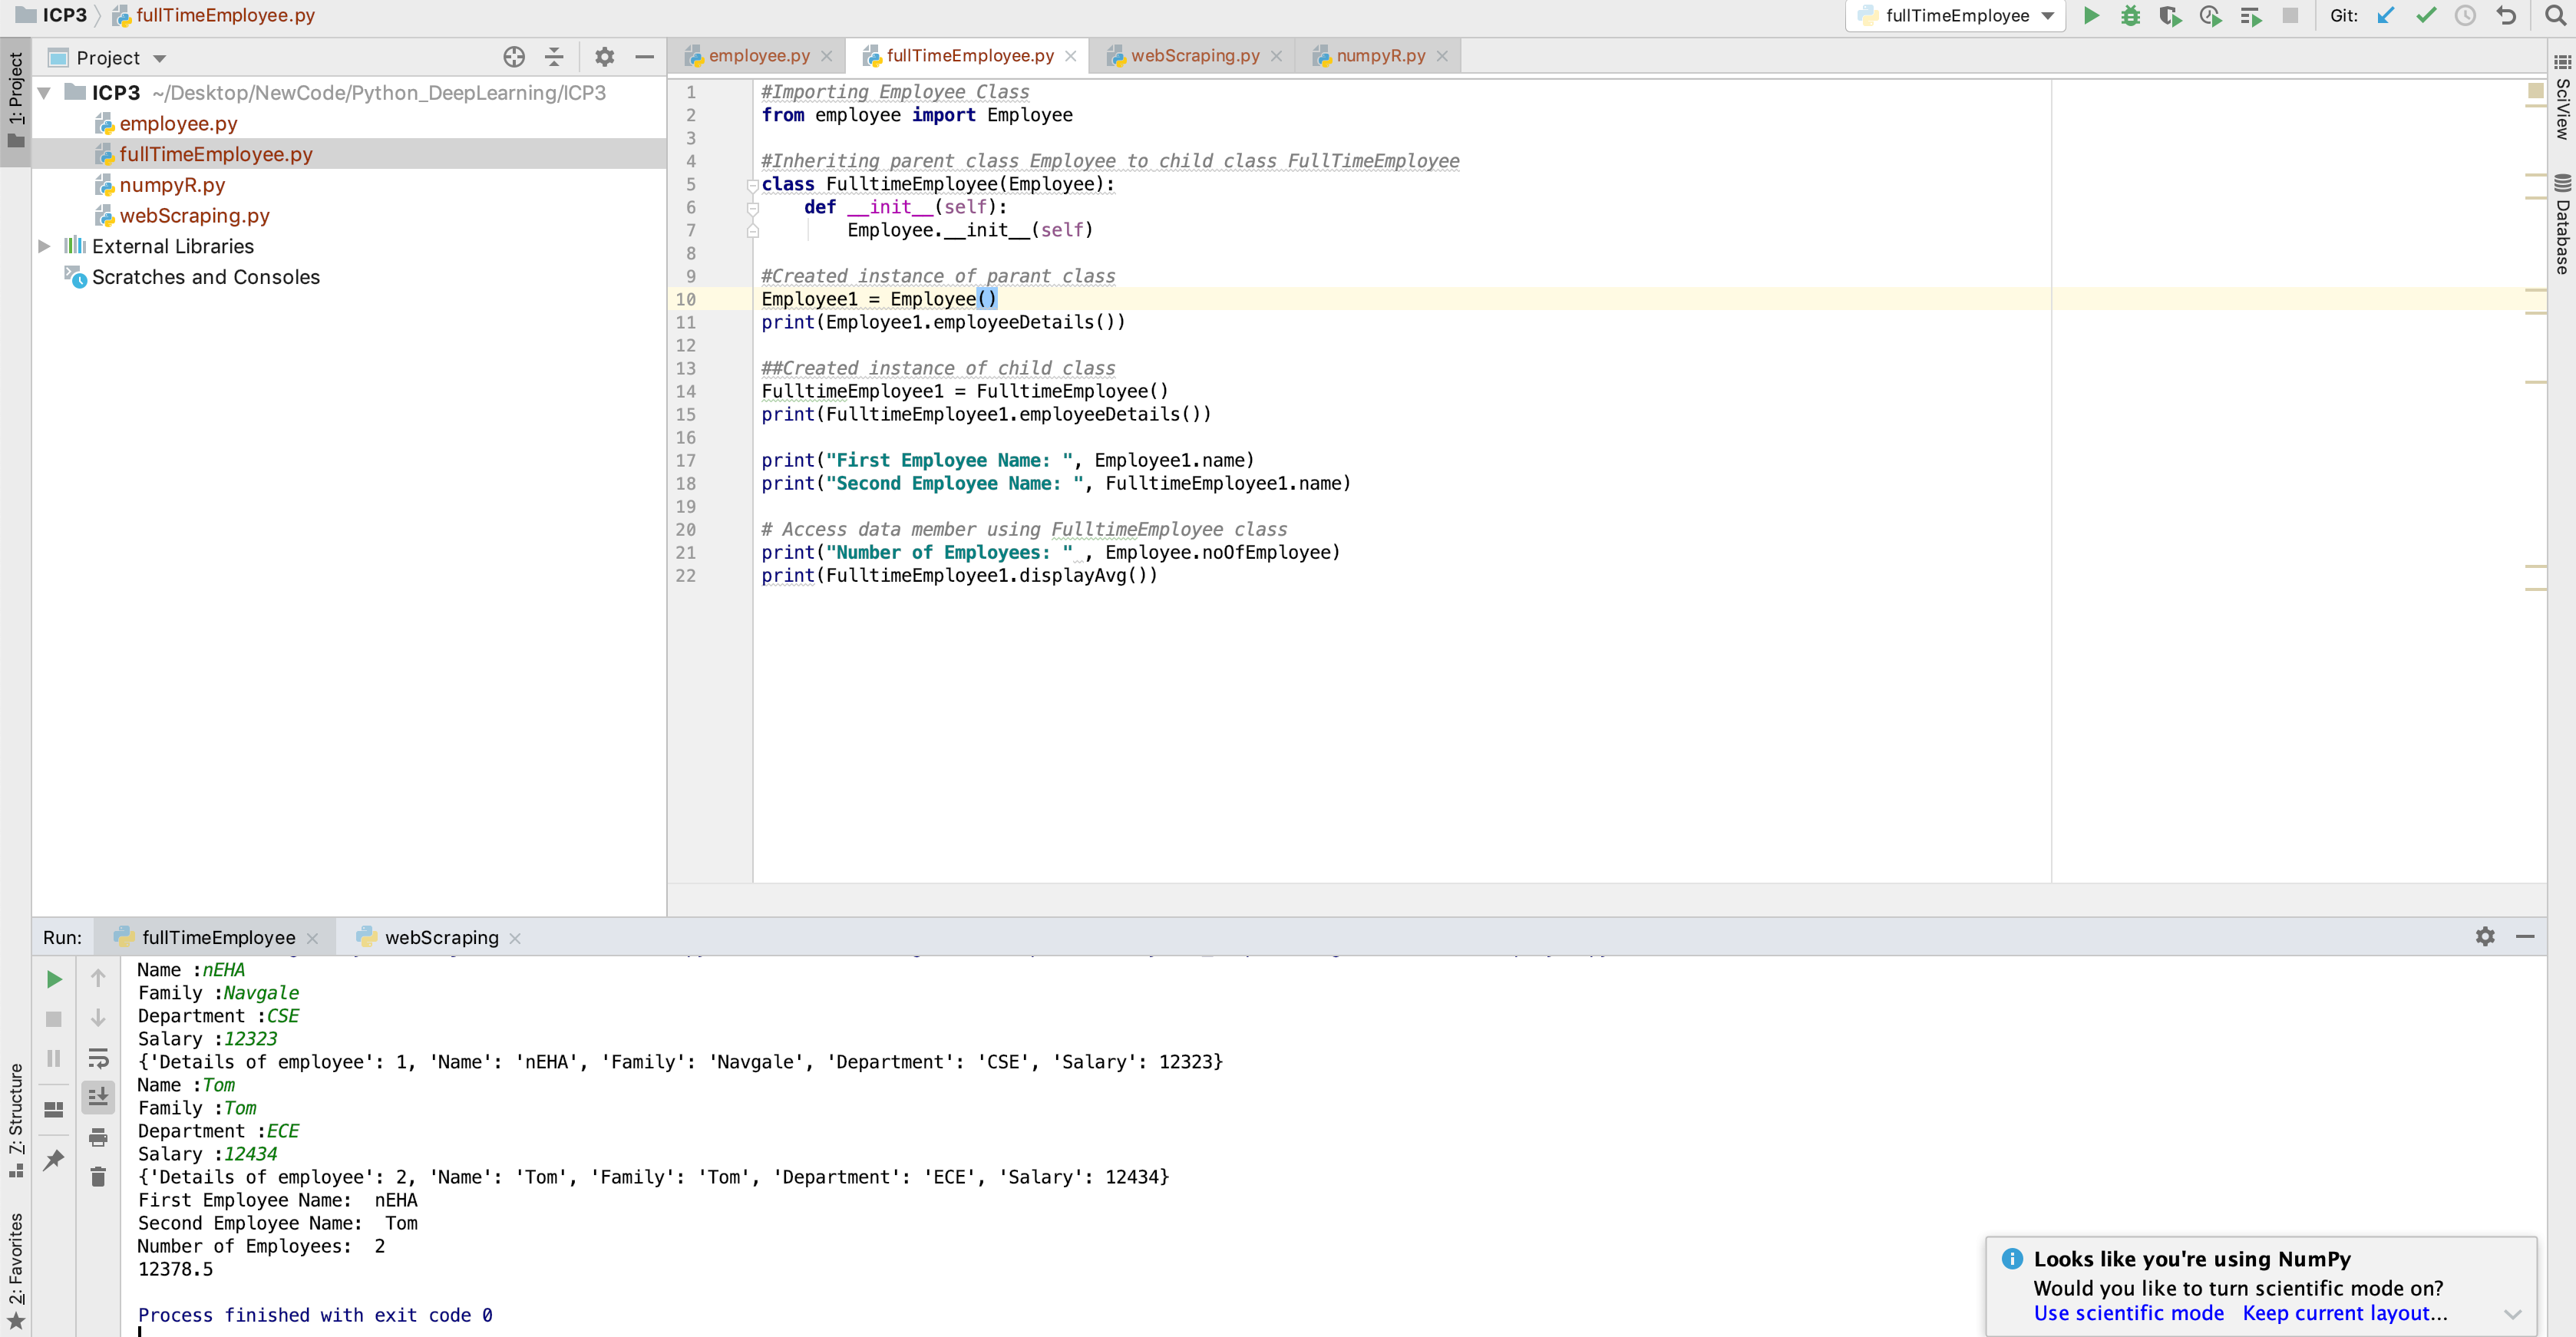 ICP3 fullTimeEmployee.py
fullTimeEmployee Git:
Project
employee.py fullTimeEmployee.py webScraping.py numpyR.py
1: Project
ICP3 ~/Desktop/NewCode/Python_DeepLearning/ICP3
employee.py
fullTimeEmployee.py
numpyR.py
webScraping.py
External Libraries
Scratches and Consoles
1 #Importing Employee Class
2 from employee import Employee
3
4 #Inheriting parent class Employee to child class FullTimeEmployee
5 class FulltimeEmployee(Employee):
6 def __init__(self):
7 Employee.__init__(self)
8
9 #Created instance of parant class
10 Employee1 = Employee()
11 print(Employee1.employeeDetails())
12
13 ##Created instance of child class
14 FulltimeEmployee1 = FulltimeEmployee()
15 print(FulltimeEmployee1.employeeDetails())
16
17 print("First Employee Name: ", Employee1.name)
18 print("Second Employee Name: ", FulltimeEmployee1.name)
19
20 # Access data member using FulltimeEmployee class
21 print("Number of Employees: " , Employee.noOfEmployee)
22 print(FulltimeEmployee1.displayAvg())
SciView
Database
Run: fullTimeEmployee webScraping
Name :nEHA
Family :Navgale
Department :CSE
Salary :12323
{'Details of employee': 1, 'Name': 'nEHA', 'Family': 'Navgale', 'Department': 'CSE', 'Salary': 12323}
Name :Tom
Family :Tom
Department :ECE
Salary :12434
{'Details of employee': 2, 'Name': 'Tom', 'Family': 'Tom', 'Department': 'ECE', 'Salary': 12434}
First Employee Name:  nEHA
Second Employee Name:  Tom
Number of Employees:  2
12378.5
Process finished with exit code 0
Z: Structure
2: Favorites
Looks like you're using NumPy
Would you like to turn scientific mode on?
Use scientific mode Keep current layout...